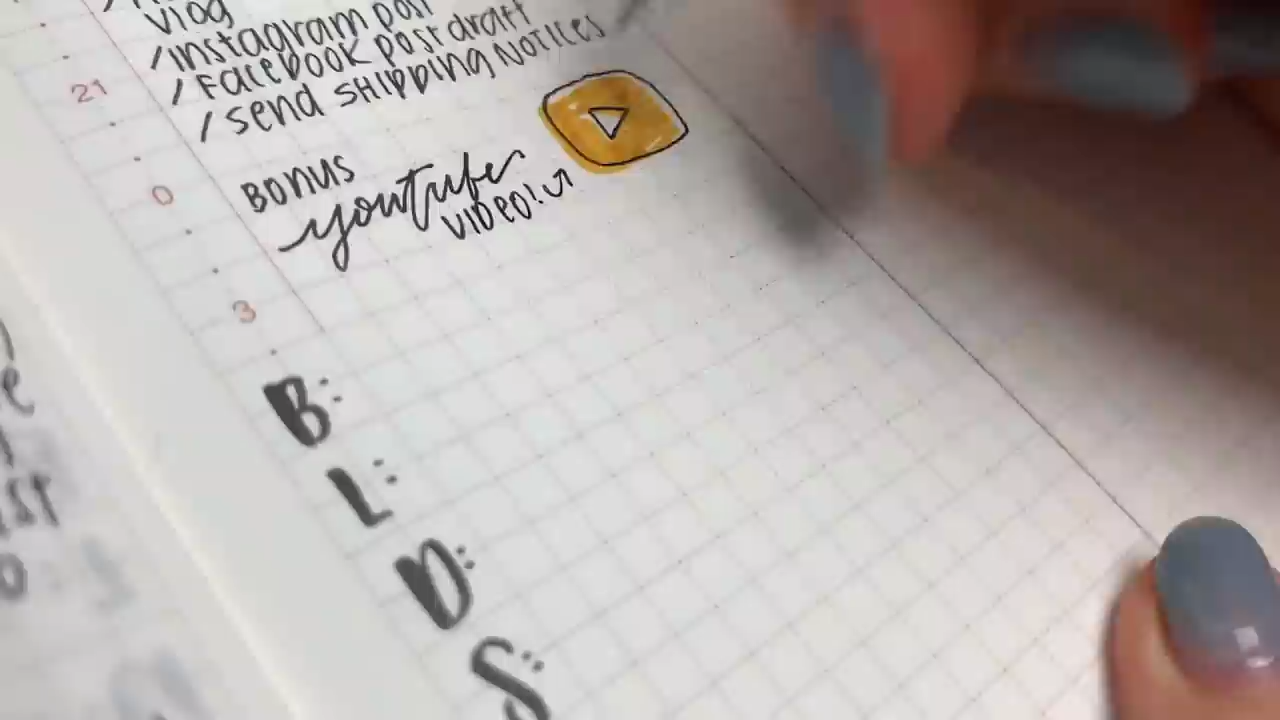 vlog
/Instagram post
/Facebook post draft
/send SHIPPING NOTICES
21
BONUS
youtube
VIDEO!
0
3
B:
L:
D:
S: